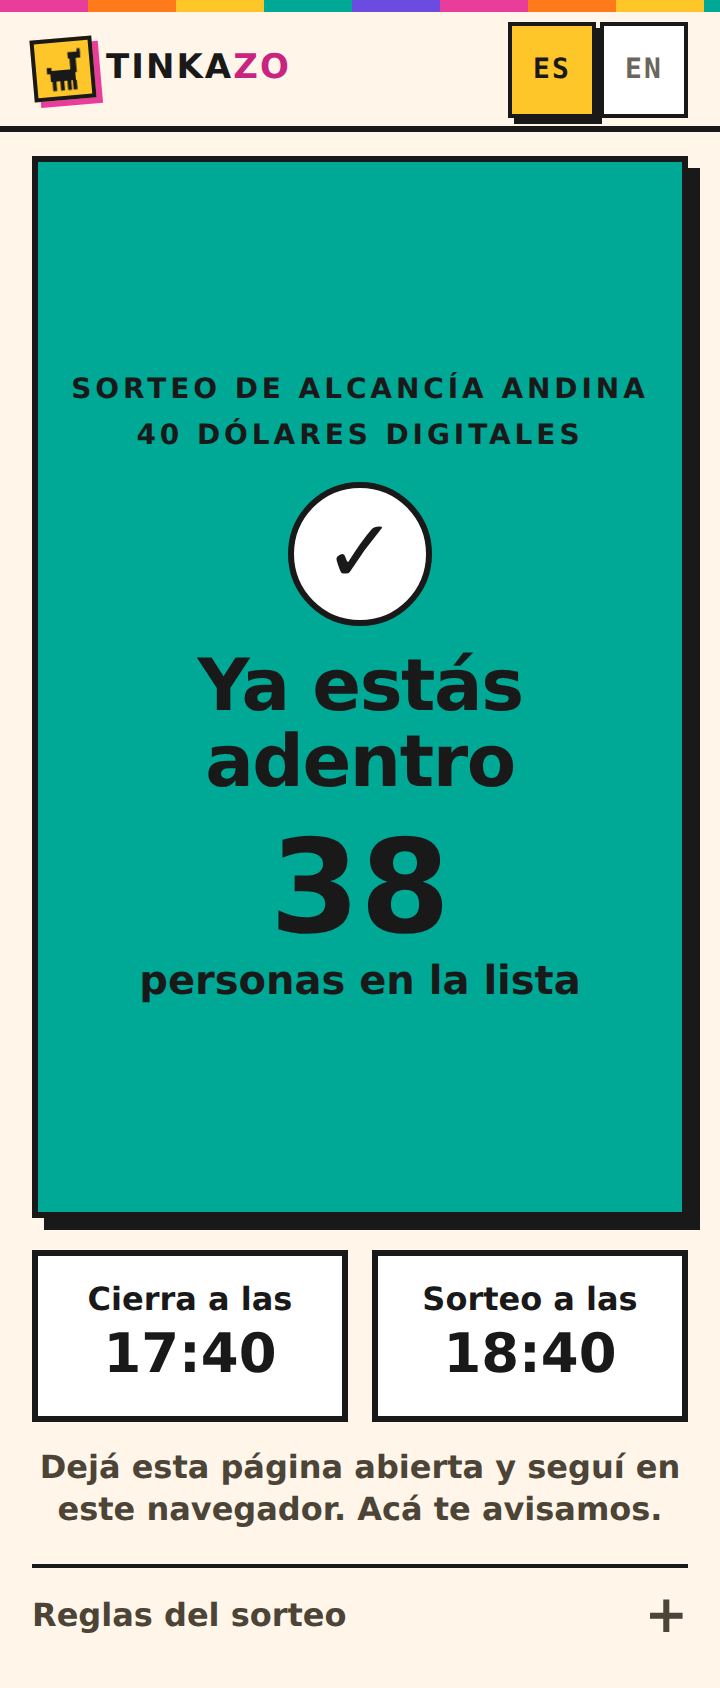 TINKAZO
ES
EN
SORTEO DE ALCANCÍA ANDINA
40 DÓLARES DIGITALES
✓
Ya estás
adentro
38
personas en la lista
Cierra a las
17:40
Sorteo a las
18:40
Dejá esta página abierta y seguí en
este navegador. Acá te avisamos.
Reglas del sorteo
+